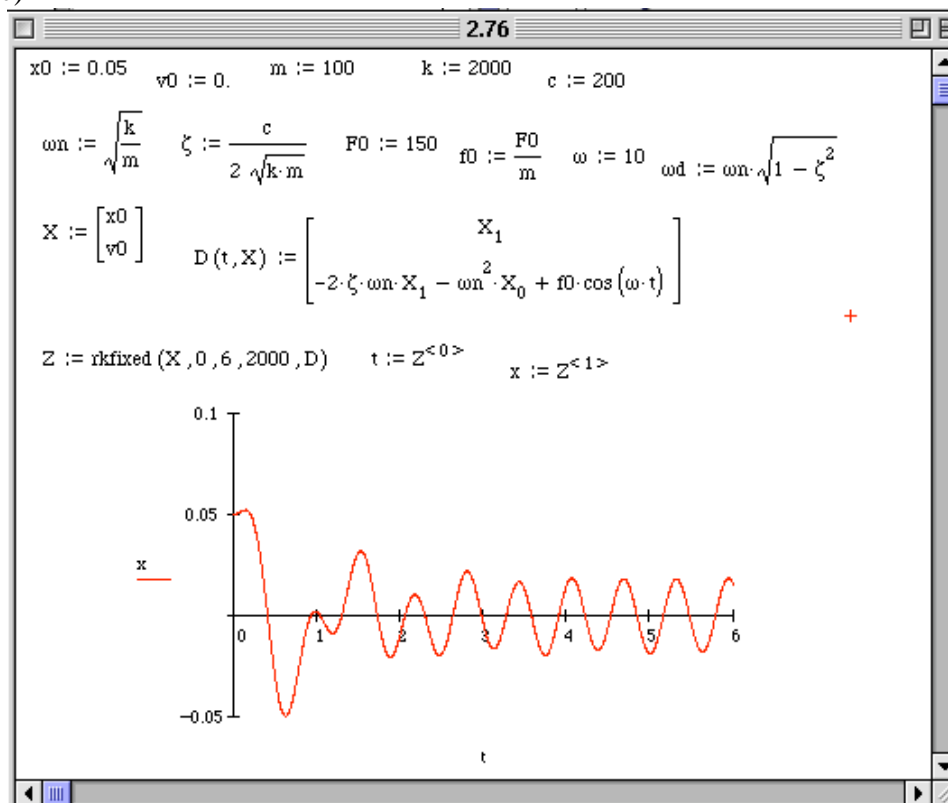 2.76
x0 := 0.05 v0 := 0. m := 100 k := 2000 c := 200
ωn := √(k/m) ζ := c/(2 √(k·m)) F0 := 150 f0 := F0/m ω := 10 ωd := ωn·√(1 − ζ²)
X := [x0 v0] D(t,X) := [X₁ −2·ζ·ωn·X₁ − ωn²·X₀ + f0·cos(ω·t)]
Z := rkfixed(X,0,6,2000,D) t := Z^<0> x := Z^<1>
0.1
0.05
x
0 1 2 3 4 5 6
−0.05
t